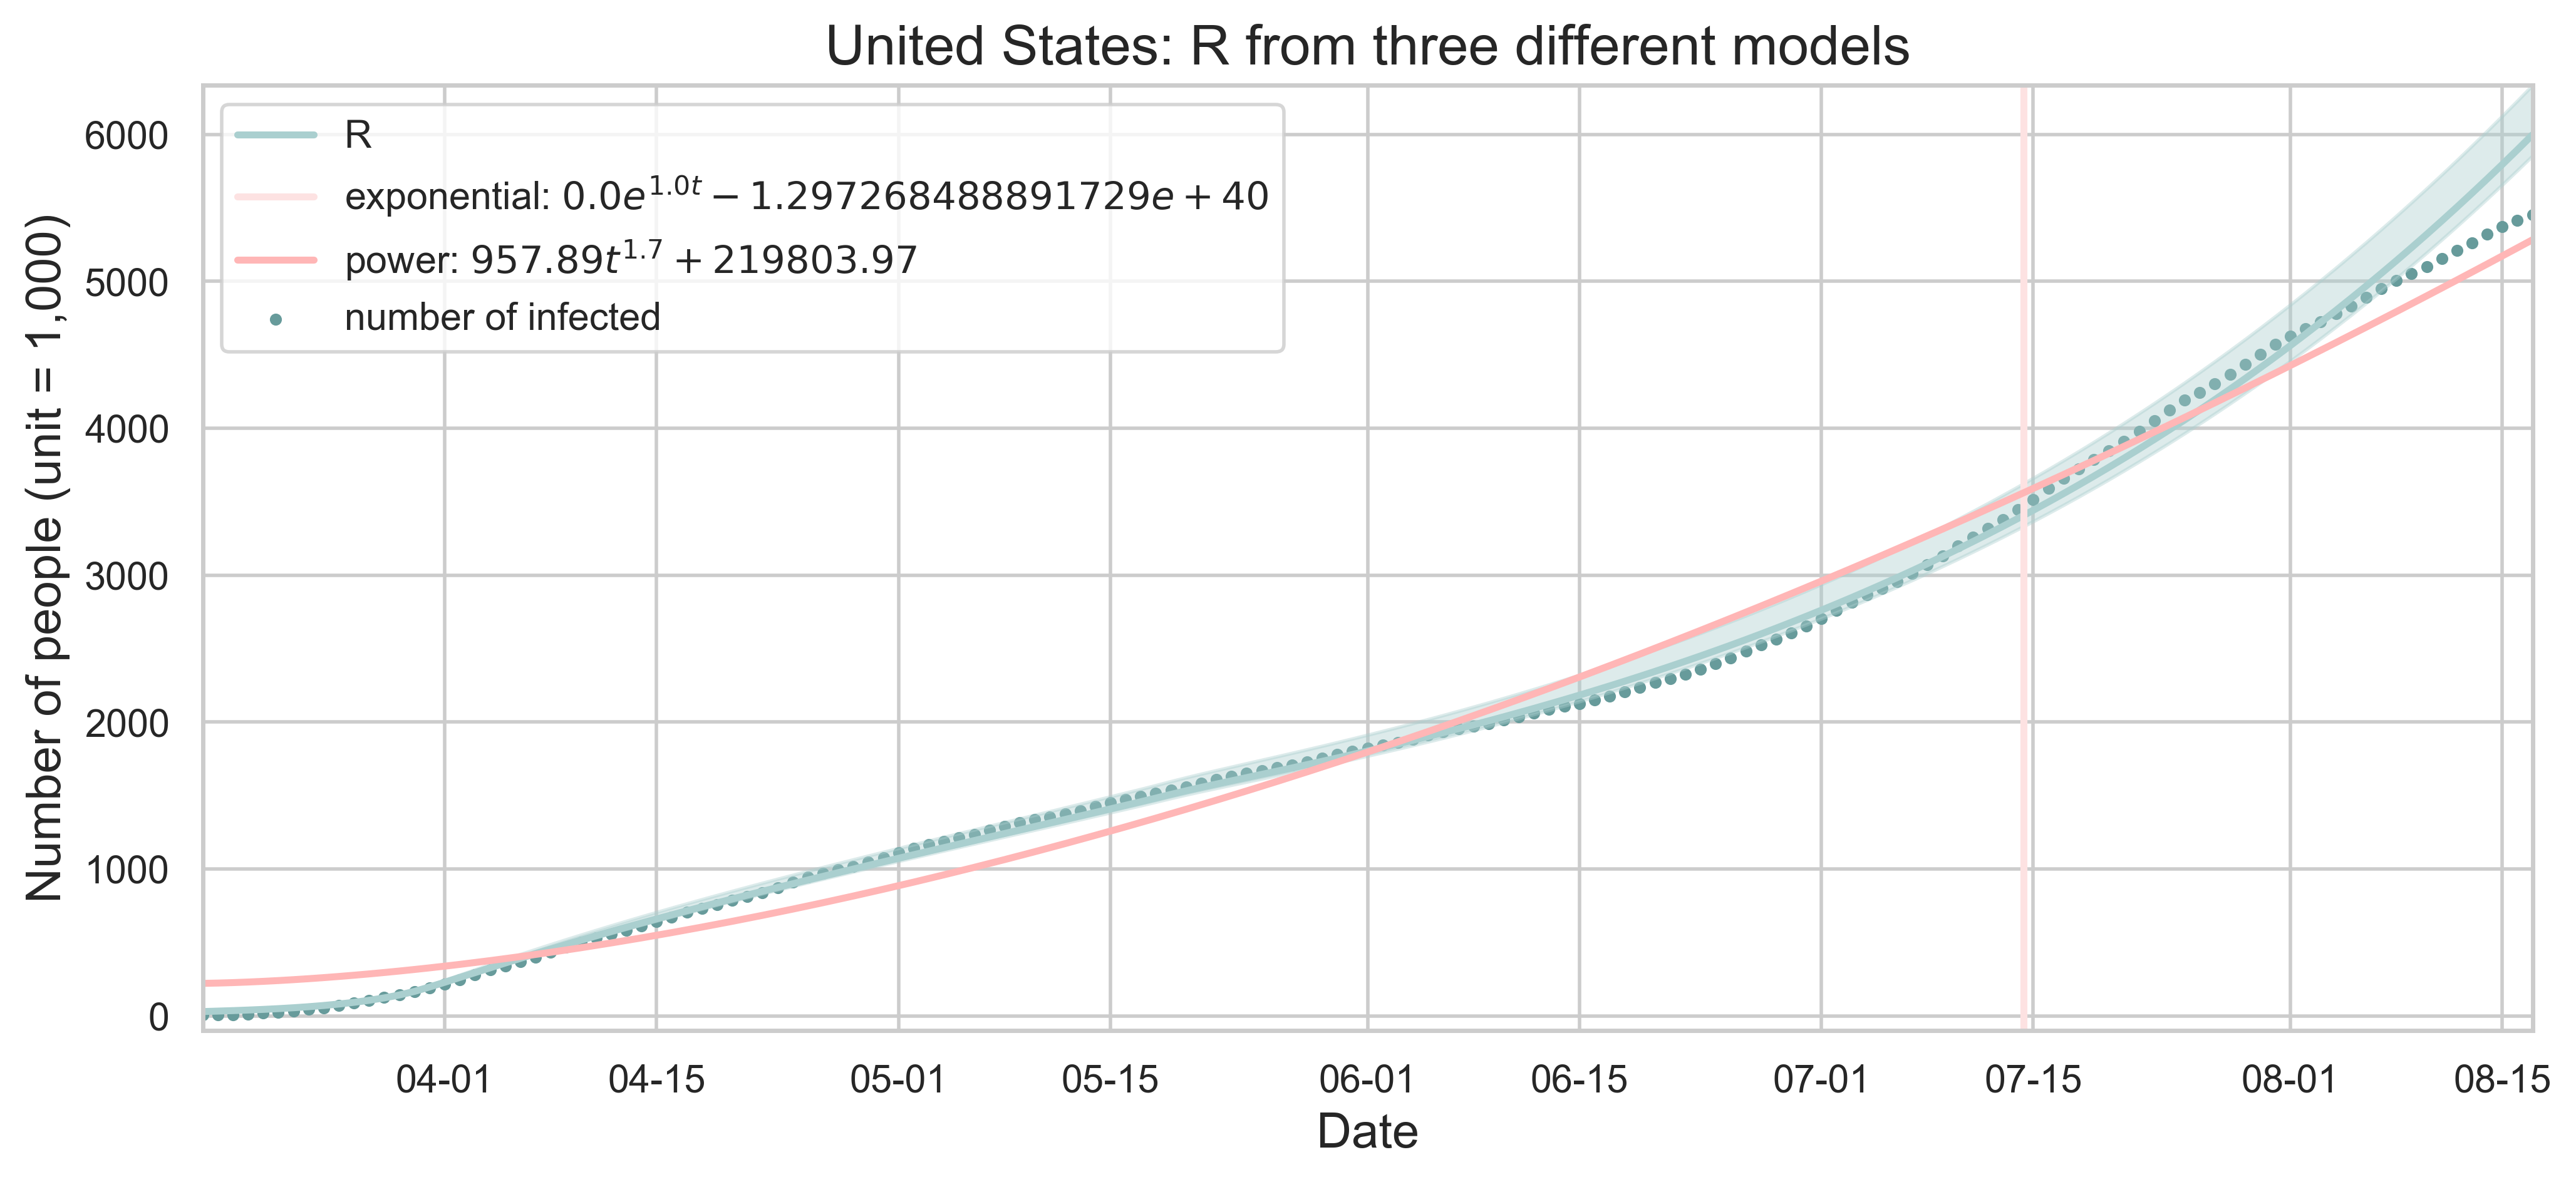 United States: R from three different models
R
exponential: 0.0e^{1.0t} − 1.2972684888891729e + 40
power: 957.89t^{1.7} + 219803.97
number of infected
Number of people (unit = 1,000)
6000
5000
4000
3000
2000
1000
0
04-01 04-15 05-01 05-15 06-01 06-15 07-01 07-15 08-01 08-15
Date